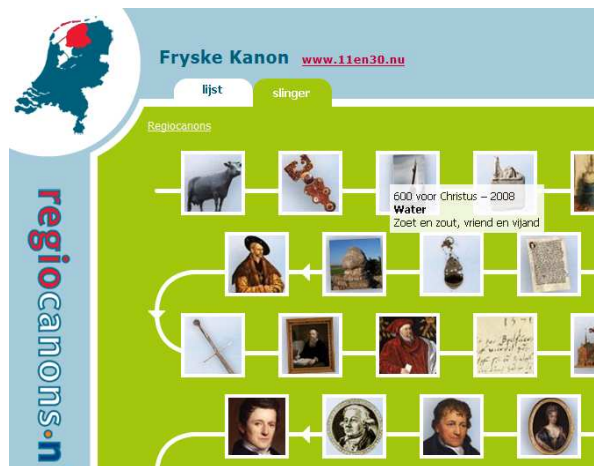 Fryske Kanon www.11en30.nu
lijst slinger
Regiocanons
600 voor Christus – 2008
Water
Zoet en zout, vriend en vijand
regiocanons.n